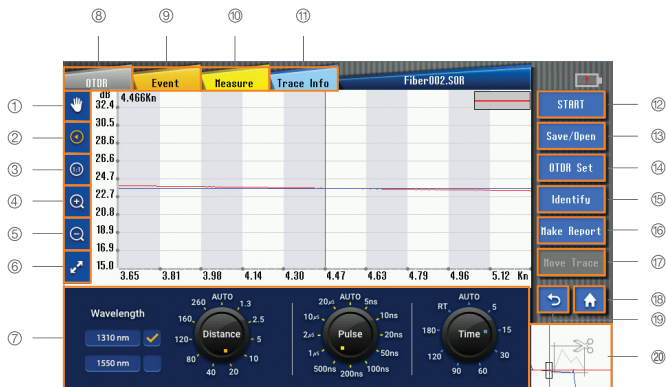 ⑧ ⑨ ⑩ ⑪
OTDR Event Measure Trace Info Fiber002.SOR
dB
32.4 4.466Km
30.5
28.6
26.6
24.7
22.7
20.8
18.9
16.9
15.0
3.65 3.81 3.98 4.14 4.30 4.47 4.63 4.79 4.96 5.12 Km
① ② ③ ④ ⑤ ⑥ ⑦
1:1
START ⑫
Save/Open ⑬
OTDR Set ⑭
Identify ⑮
Make Report ⑯
Move Trace ⑰
⑱
⑲
⑳
Wavelength
1310 nm
1550 nm
AUTO
260 1.3
160 2.5
120 Distance 5
80 10
40 20
AUTO
20μs 5ns
10μs 10ns
2μs Pulse 20ns
1μs 50ns
500ns 200ns 100ns
AUTO
RT 5
180 Time 15
120 30
90 60